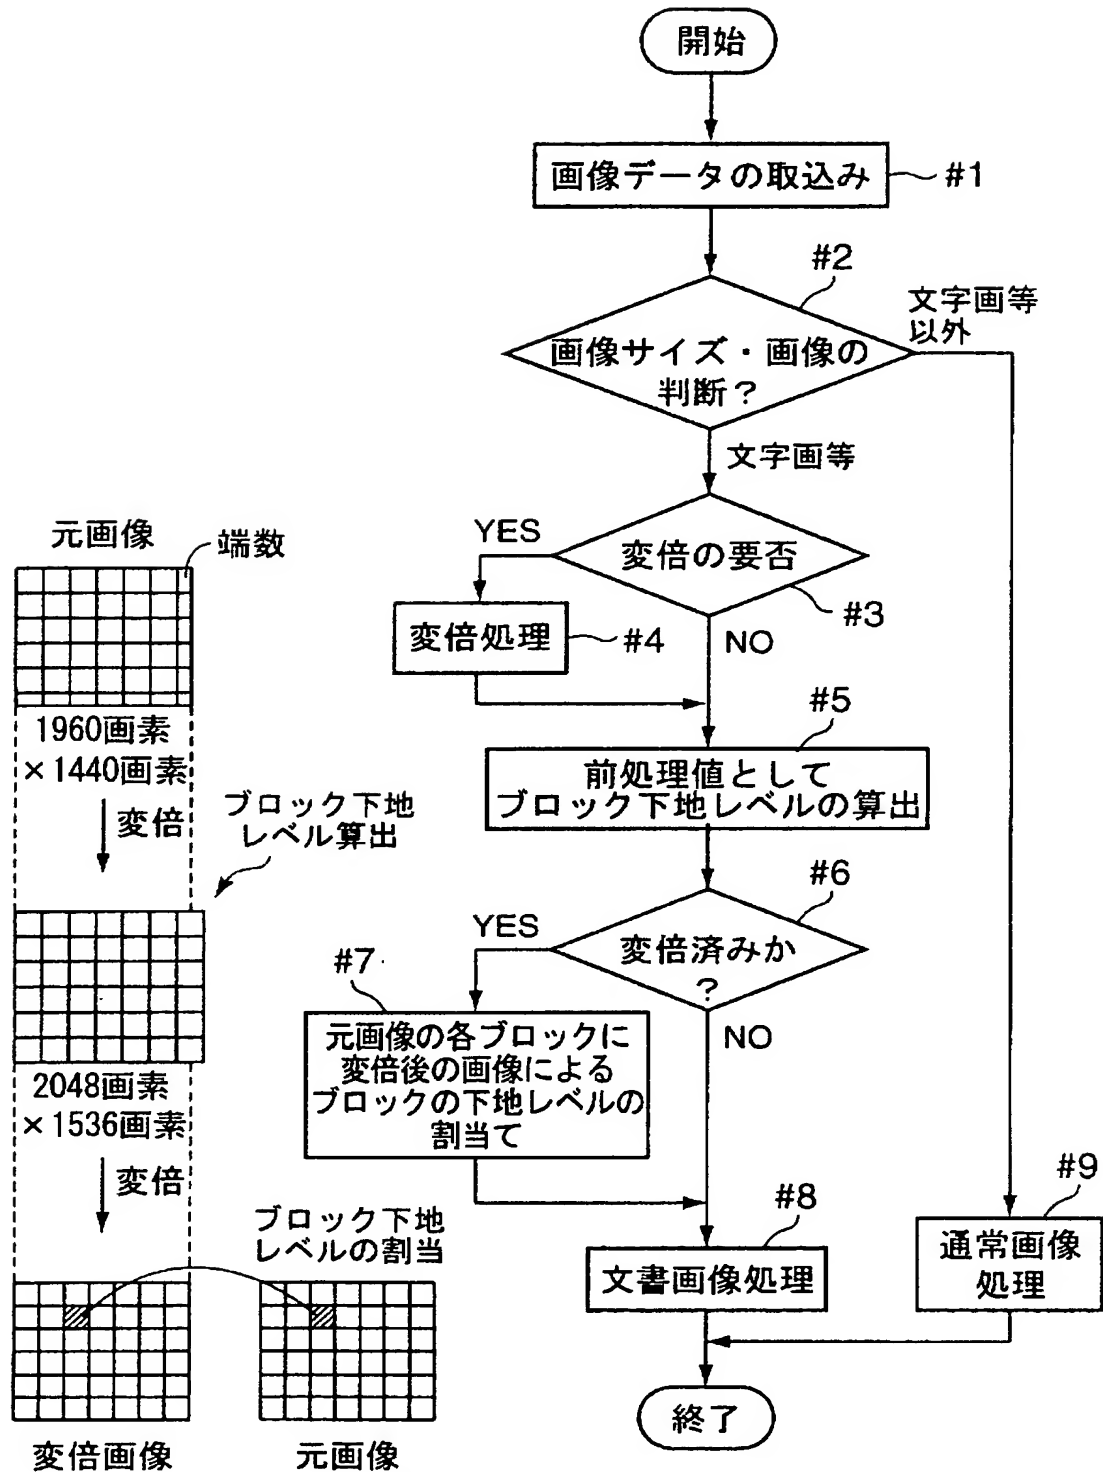 開始
画像データの取込み
#1
#2
文字画等
以外
画像サイズ・画像の
判断？
文字画等
YES
変倍の要否
#3
変倍処理
#4
NO
#5
前処理値として
ブロック下地レベルの算出
#6
YES
変倍済みか
？
#7
NO
元画像の各ブロックに
変倍後の画像による
ブロックの下地レベルの
割当て
#8
文書画像処理
#9
通常画像
処理
終了
元画像
端数
1960画素
×1440画素
変倍
ブロック下地
レベル算出
2048画素
×1536画素
変倍
ブロック下地
レベルの割当
変倍画像
元画像